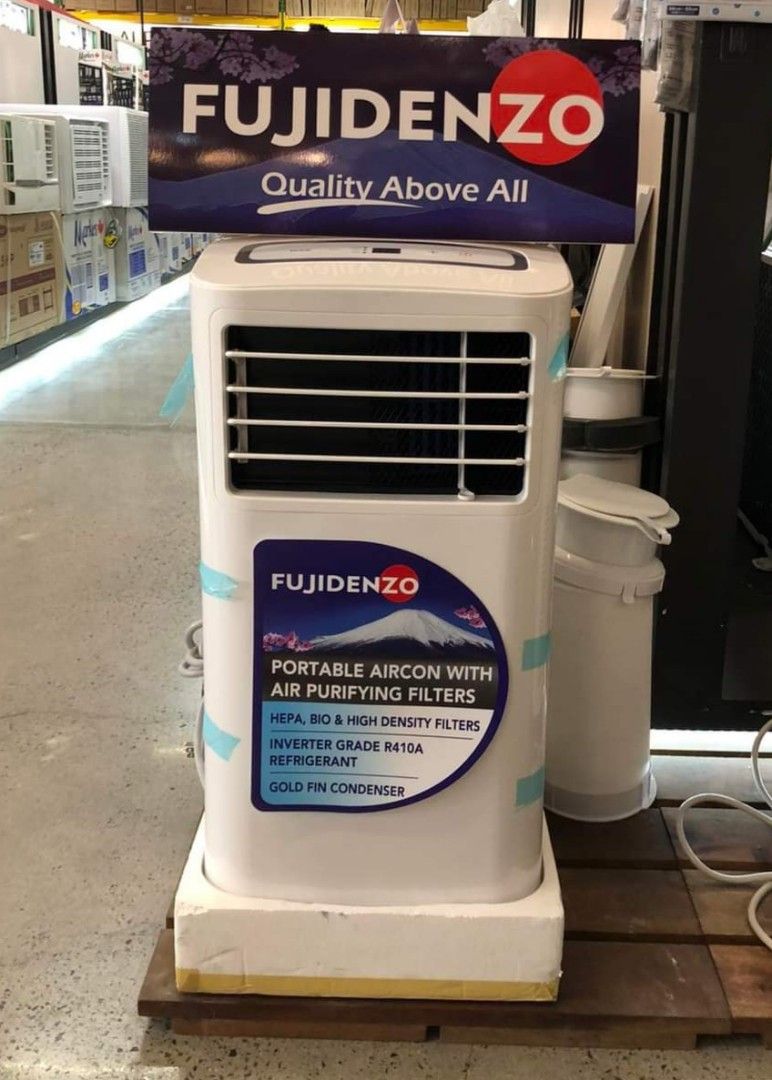 FUJIDENZO
Quality Above All
FUJIDENZO
PORTABLE AIRCON WITH
AIR PURIFYING FILTERS
HEPA, BIO & HIGH DENSITY FILTERS
INVERTER GRADE R410A
REFRIGERANT
GOLD FIN CONDENSER